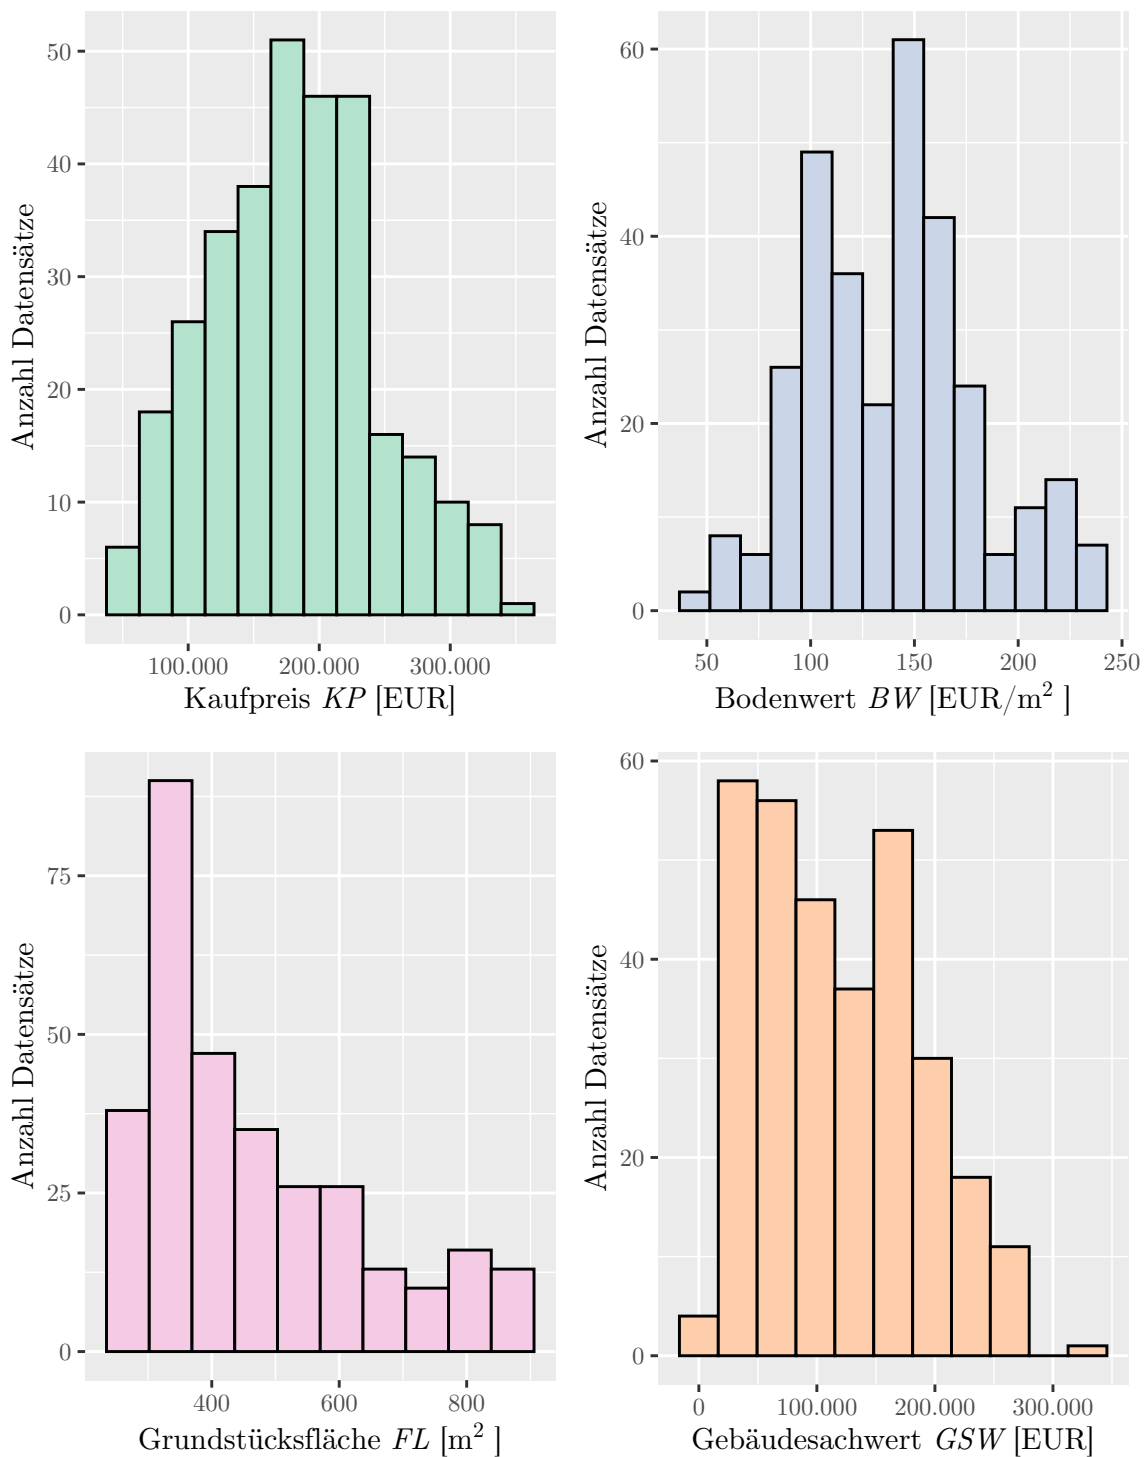 50
40
30
20
10
0
Anzahl Datensätze
100.000 200.000 300.000
Kaufpreis KP [EUR]
60
40
20
0
Anzahl Datensätze
50 100 150 200 250
Bodenwert BW [EUR/m²]
75
50
25
0
Anzahl Datensätze
400 600 800
Grundstücksfläche FL [m²]
60
40
20
0
Anzahl Datensätze
0 100.000 200.000 300.000
Gebäudesachwert GSW [EUR]